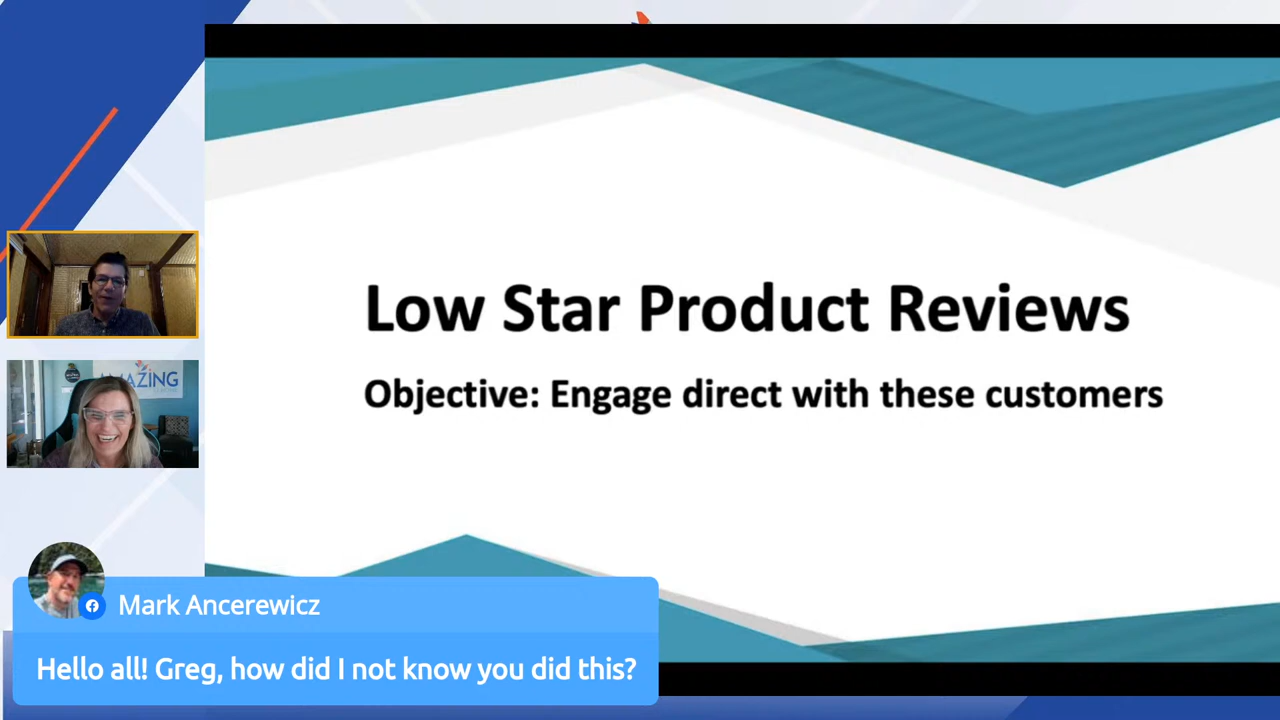 Low Star Product Reviews
Objective: Engage direct with these customers
AMAZING
Mark Ancerewicz
Hello all! Greg, how did I not know you did this?